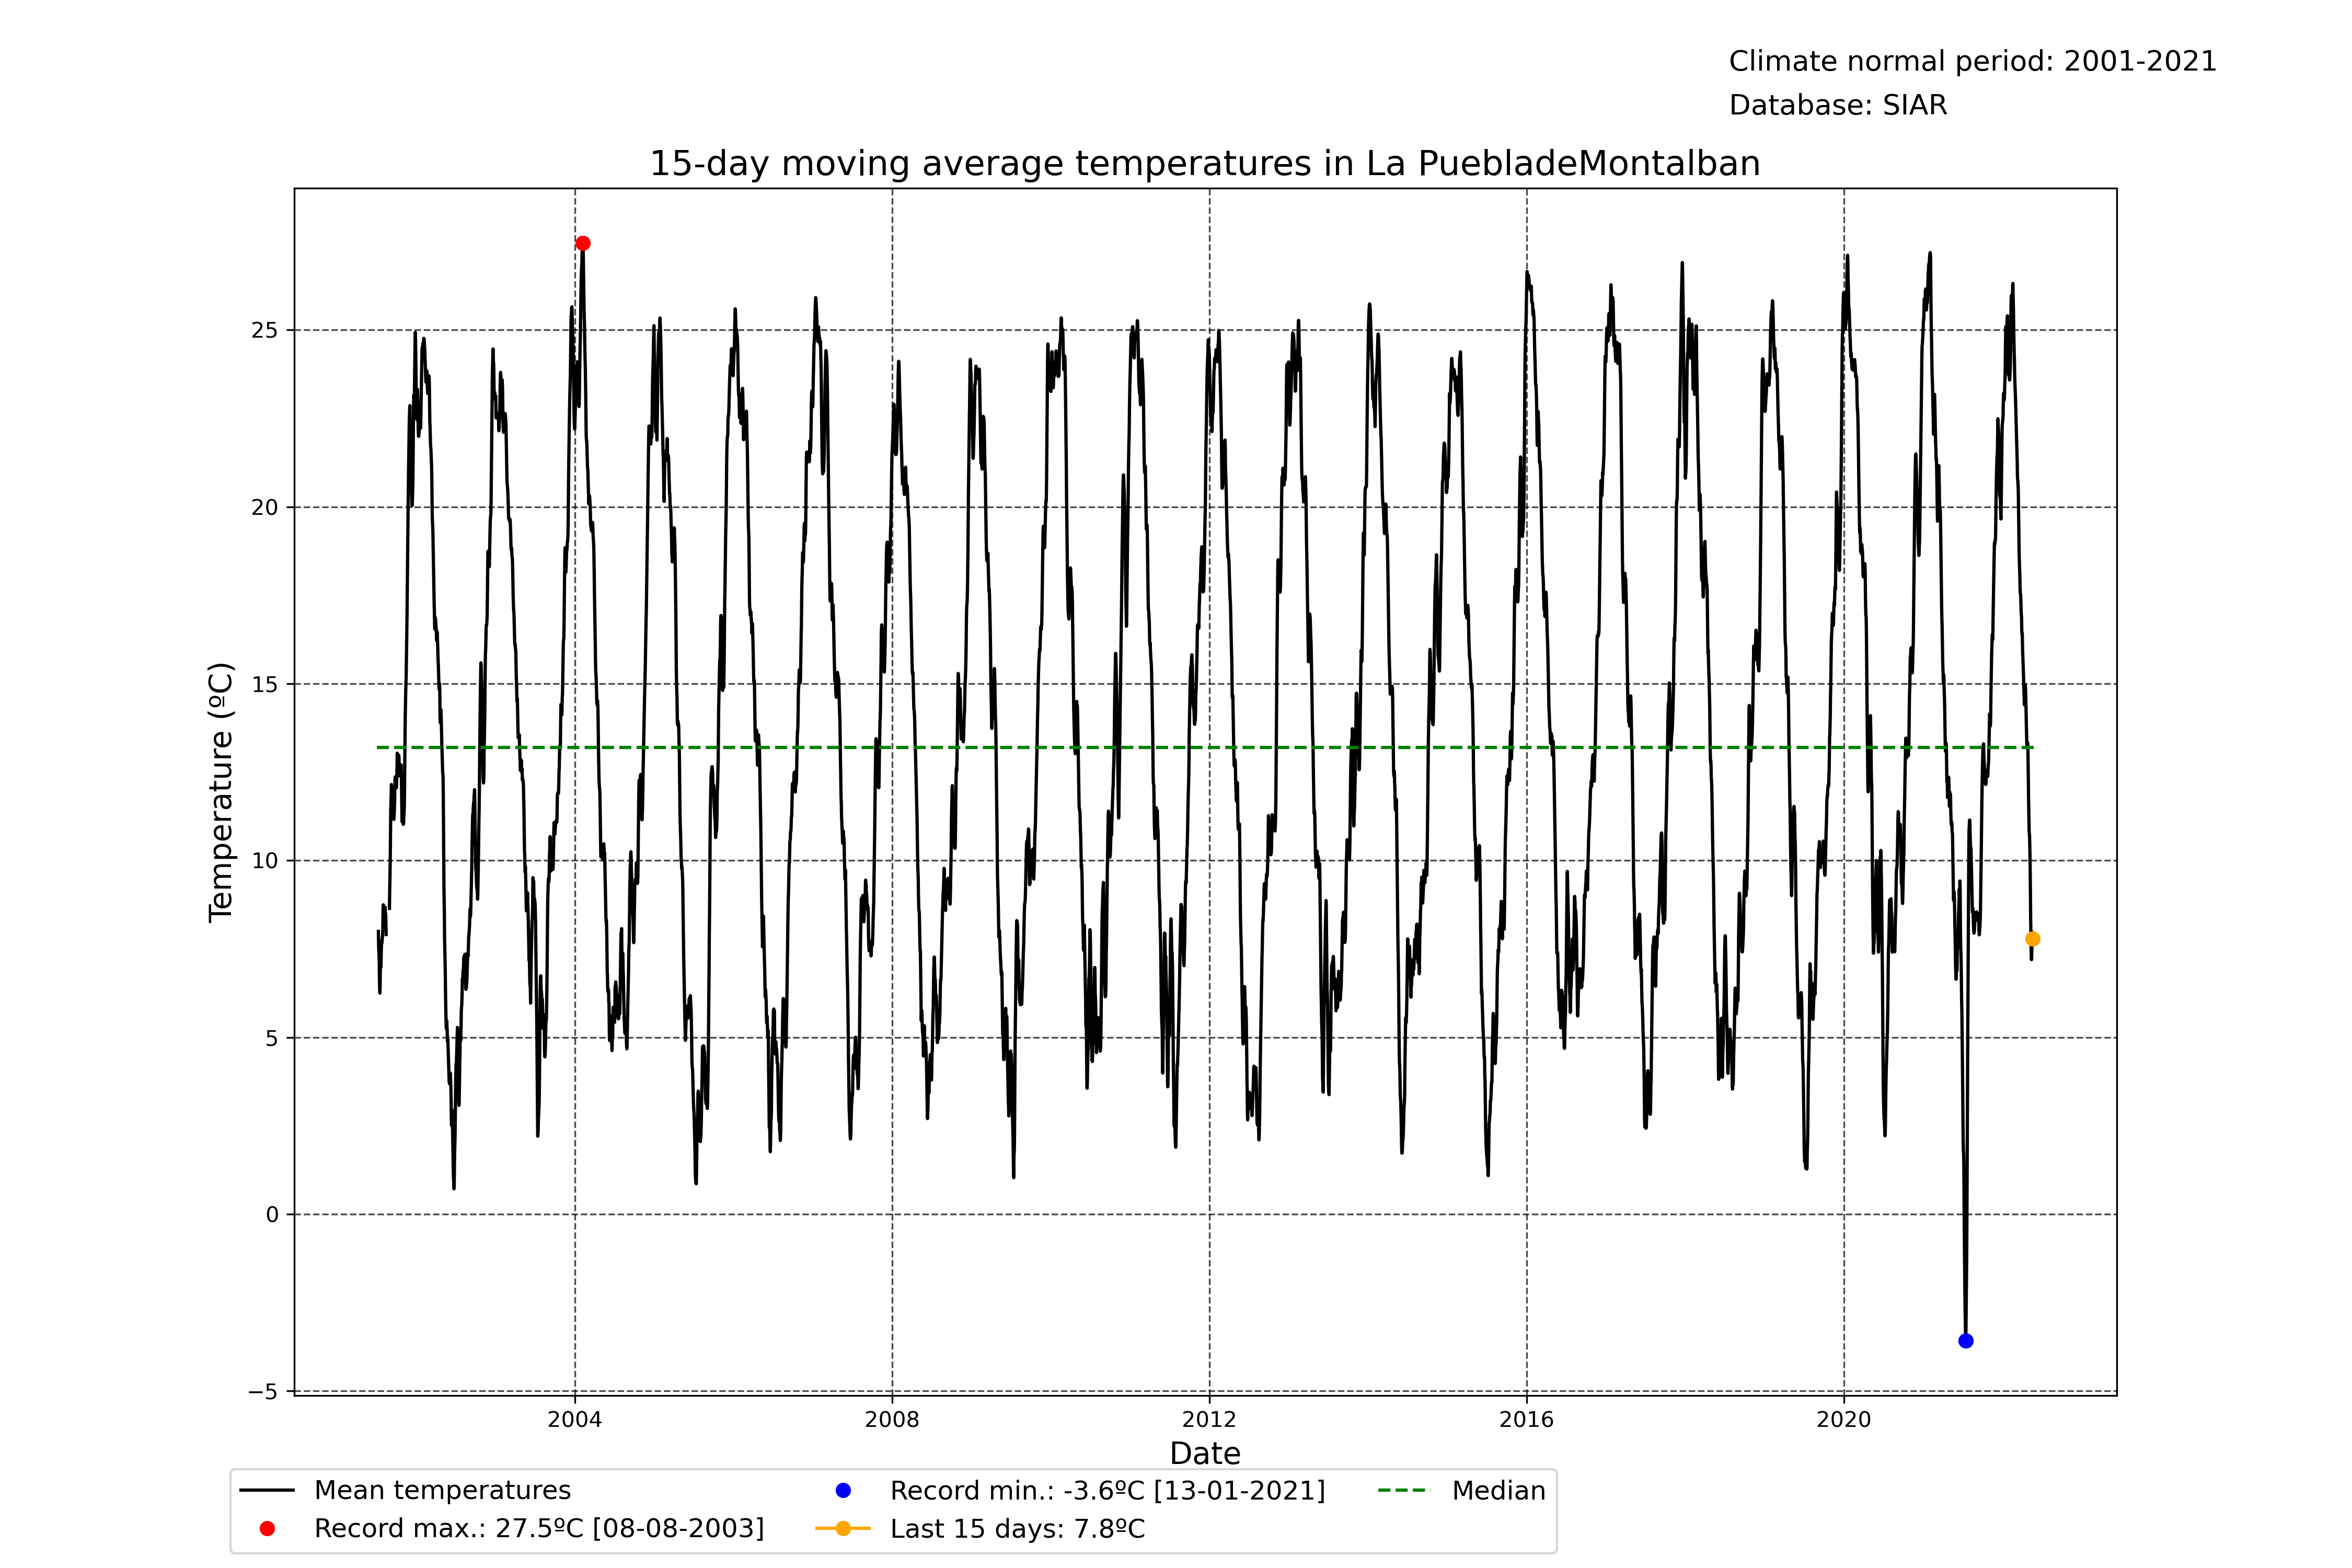 Climate normal period: 2001-2021
Database: SIAR
15-day moving average temperatures in La PuebladeMontalban
Temperature (ºC)
25
20
15
10
5
0
−5
2004 2008 2012 2016 2020
Date
Mean temperatures
Record max.: 27.5ºC [08-08-2003]
Record min.: -3.6ºC [13-01-2021]
Last 15 days: 7.8ºC
Median